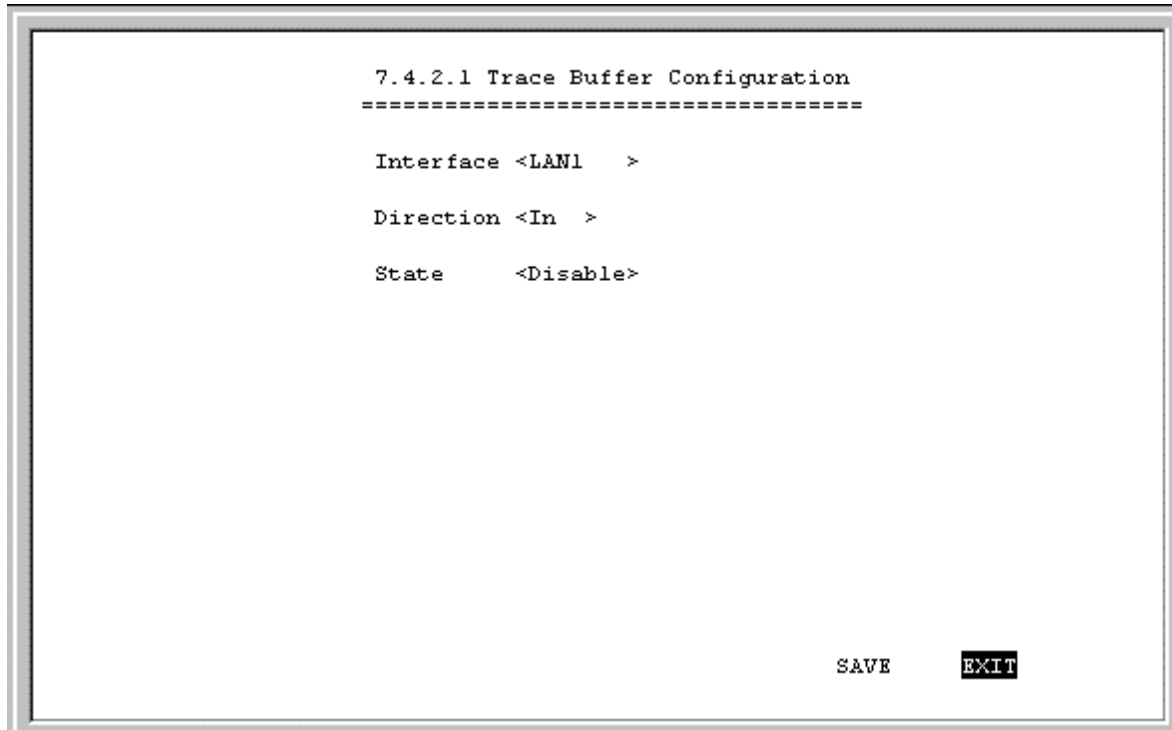 7.4.2.1 Trace Buffer Configuration
====================================
Interface <LAN1   >
Direction <In  >
State     <Disable>
SAVE     EXIT